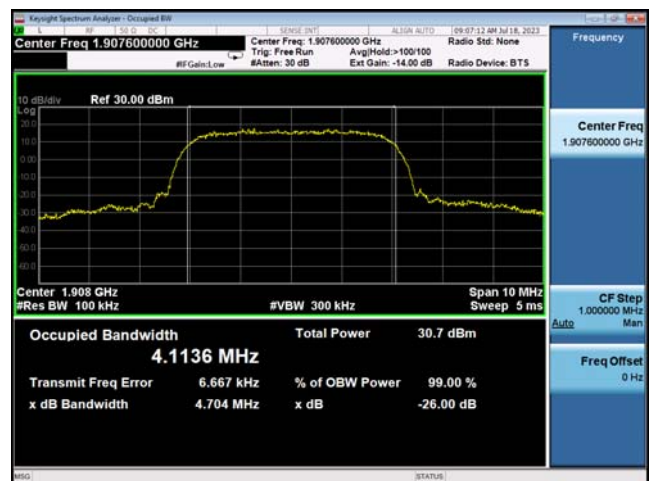 Keysight Spectrum Analyzer - Occupied BW
L RF 50 Ω DC SENSE:INT ALIGN AUTO 09:07:12 AM Jul 18, 2023
Center Freq 1.907600000 GHz
Center Freq: 1.907600000 GHz Radio Std: None
Trig: Free Run Avg|Hold:>100/100
#IFGain:Low #Atten: 30 dB Ext Gain: -14.00 dB Radio Device: BTS
Frequency
10 dB/div Ref 30.00 dBm
Log
20.0
10.0
0.00
-10.0
-20.0
-30.0
-40.0
-50.0
-60.0
Center Freq
1.907600000 GHz
Center 1.908 GHz Span 10 MHz
#Res BW 100 kHz #VBW 300 kHz Sweep 5 ms
CF Step
1.000000 MHz
Auto Man
Occupied Bandwidth Total Power 30.7 dBm
4.1136 MHz
Transmit Freq Error 6.667 kHz % of OBW Power 99.00 %
x dB Bandwidth 4.704 MHz x dB -26.00 dB
Freq Offset
0 Hz
MSG STATUS